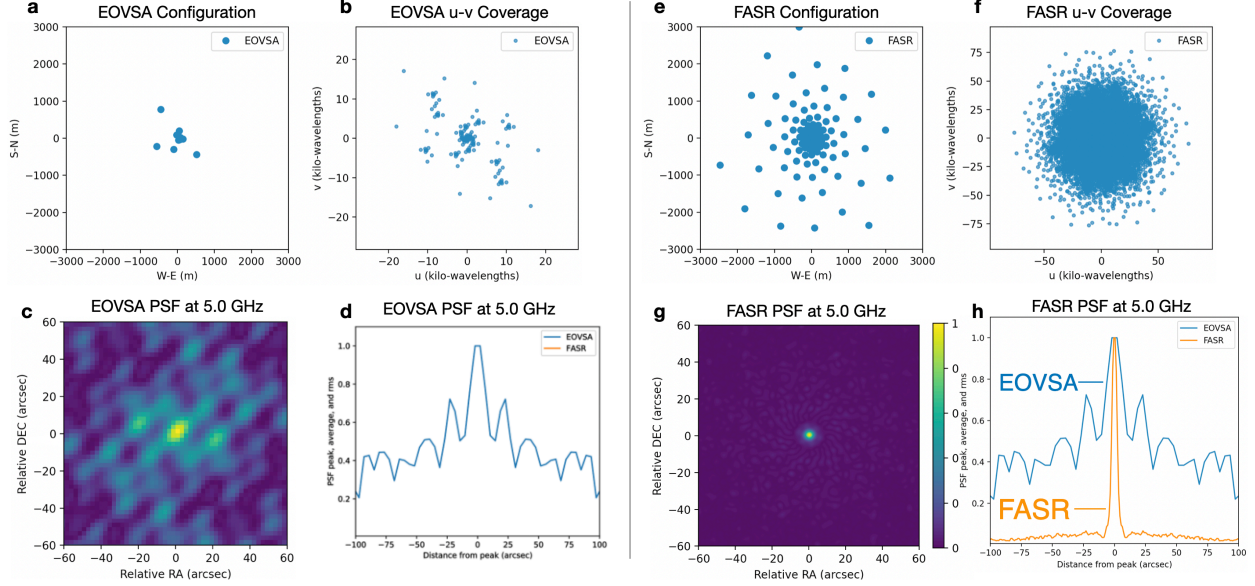 a
EOVSA Configuration
EOVSA
3000
2000
1000
0
−1000
−2000
−3000
S-N (m)
−3000 −2000 −1000 0 1000 2000 3000
W-E (m)
b
EOVSA u-v Coverage
EOVSA
20
10
0
−10
−20
v (kilo-wavelengths)
−20 −10 0 10 20
u (kilo-wavelengths)
e
FASR Configuration
FASR
3000
2000
1000
0
−1000
−2000
−3000
S-N (m)
−3000 −2000 −1000 0 1000 2000 3000
W-E (m)
f
FASR u-v Coverage
FASR
75
50
25
0
−25
−50
−75
v (kilo-wavelengths)
−50 0 50
u (kilo-wavelengths)
c
EOVSA PSF at 5.0 GHz
60
40
20
0
−20
−40
−60
Relative DEC (arcsec)
−60 −40 −20 0 20 40 60
Relative RA (arcsec)
d
EOVSA PSF at 5.0 GHz
EOVSA
FASR
1.0
0.8
0.6
0.4
0.2
PSF peak, average, and rms
−100 −75 −50 −25 0 25 50 75 100
Distance from peak (arcsec)
g
FASR PSF at 5.0 GHz
60
40
20
0
−20
−40
−60
Relative DEC (arcsec)
−60 −40 −20 0 20 40 60
Relative RA (arcsec)
1
0
0
0
0
0
h
FASR PSF at 5.0 GHz
EOVSA
FASR
EOVSA
FASR
1.0
0.8
0.6
0.4
0.2
PSF peak, average, and rms
−100 −75 −50 −25 0 25 50 75 100
Distance from peak (arcsec)